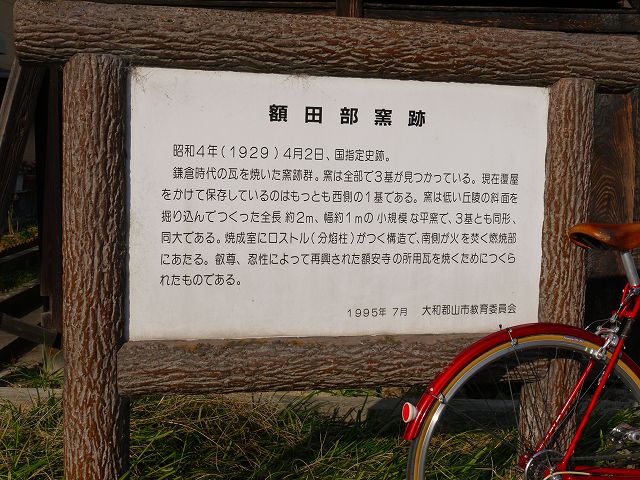 額田部窯跡
昭和4年(1929)4月2日、国指定史跡。
鎌倉時代の瓦を焼いた窯跡群。窯は全部で3基が見つかっている。現在覆屋
をかけて保存しているのはもっとも西側の1基である。窯は低い丘陵の斜面を
掘り込んでつくった全長約2m、幅約1mの小規模な平窯で、3基とも同形、
同大である。焼成室にロストル(分焰柱)がつく構造で、南側が火を焚く燃焼部
にあたる。叡尊、忍性によって再興された額安寺の所用瓦を焼くためにつくら
れたものである。
1995年 7月 大和郡山市教育委員会